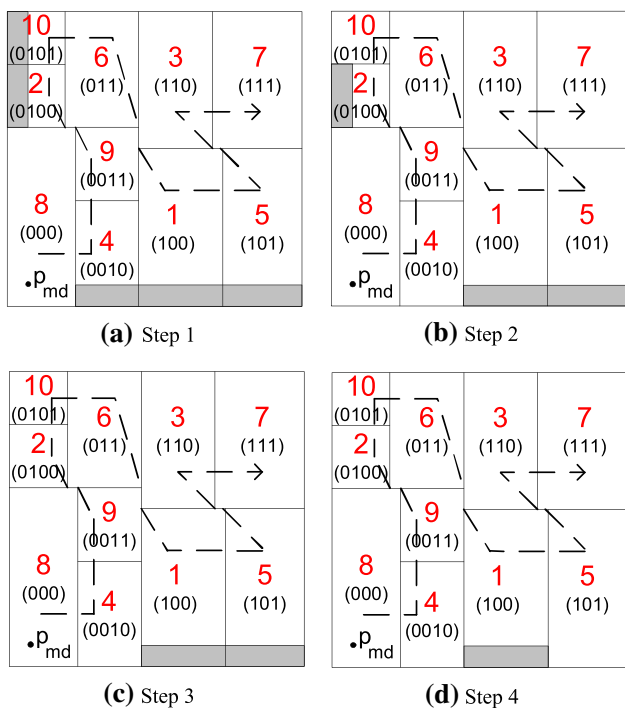 10 6 3 7
(0101) (011) (110) (111)
2
(0100)
9
(0011)
8 1 5
(000) 4 (100) (101)
(0010)
.p md
(a) Step 1
10 6 3 7
(0101) (011) (110) (111)
2
(0100)
9
(0011)
8 1 5
(000) 4 (100) (101)
(0010)
.p md
(b) Step 2
10 6 3 7
(0101) (011) (110) (111)
2
(0100)
9
(0011)
8 1 5
(000) 4 (100) (101)
(0010)
.p md
(c) Step 3
10 6 3 7
(0101) (011) (110) (111)
2
(0100)
9
(0011)
8 1 5
(000) 4 (100) (101)
(0010)
.p md
(d) Step 4